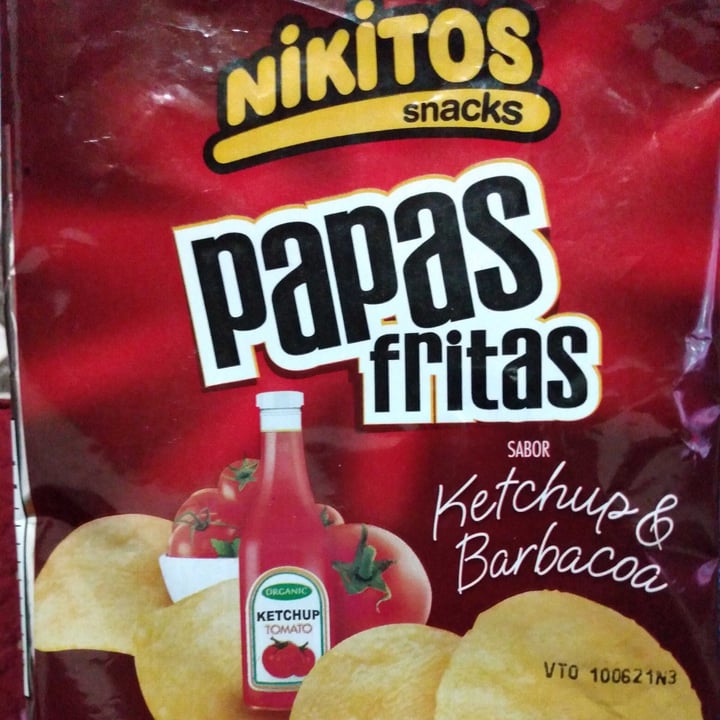 NiKiTOS
snacks
papas
fritas
SABOR
Ketchup &
Barbacoa
ORGANIC
KETCHUP
TOMATO
VTO 100621N3